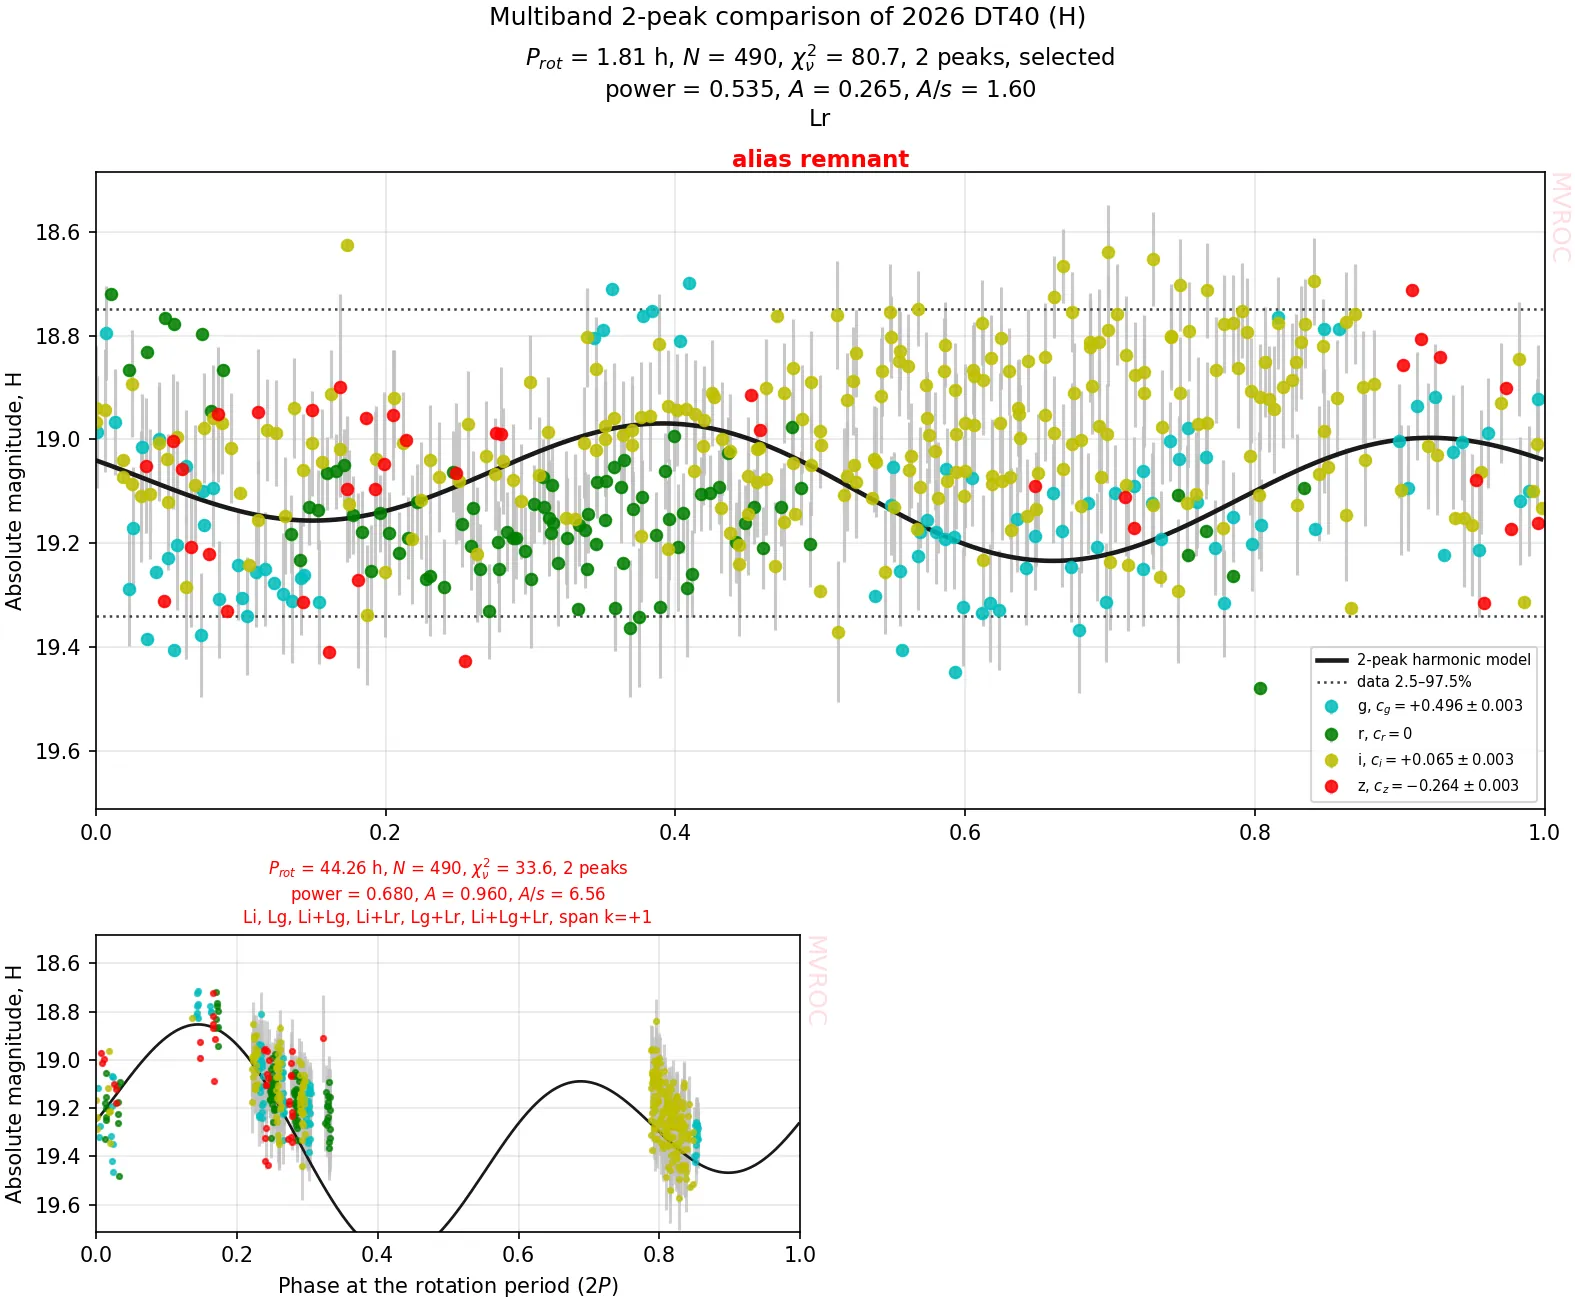 Multiband 2-peak comparison of 2026 DT40 (H)
P_rot = 1.81 h, N = 490, χ²_ν = 80.7, 2 peaks, selected
power = 0.535, A = 0.265, A/s = 1.60
Lr
alias remnant
MVROC
Absolute magnitude, H
18.6
18.8
19.0
19.2
19.4
19.6
2-peak harmonic model
data 2.5–97.5%
g, c_g = +0.496 ± 0.003
r, c_r = 0
i, c_i = +0.065 ± 0.003
z, c_z = −0.264 ± 0.003
0.0 0.2 0.4 0.6 0.8 1.0
P_rot = 44.26 h, N = 490, χ²_ν = 33.6, 2 peaks
power = 0.680, A = 0.960, A/s = 6.56
Li, Lg, Li+Lg, Li+Lr, Lg+Lr, Li+Lg+Lr, span k=+1
MVROC
Absolute magnitude, H
18.6
18.8
19.0
19.2
19.4
19.6
0.0 0.2 0.4 0.6 0.8 1.0
Phase at the rotation period (2P)